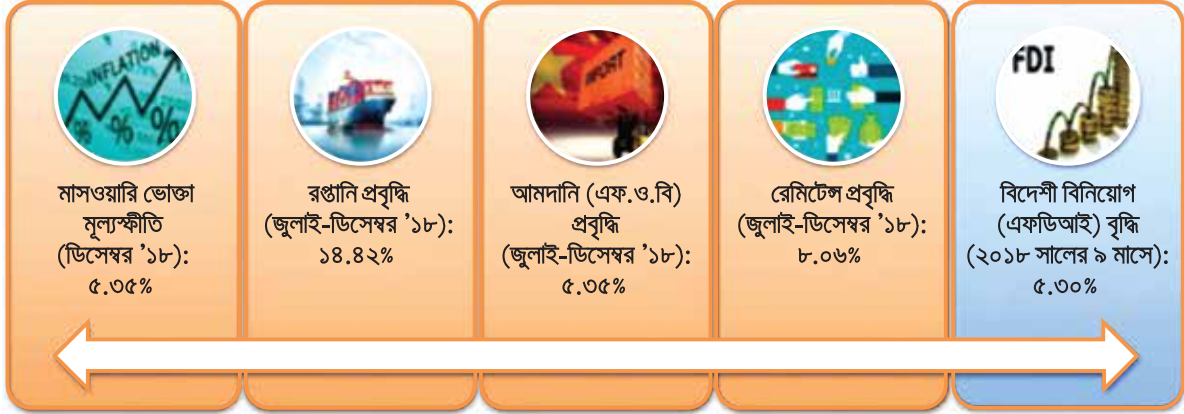 INFLATION
% % %
মাসওয়ারি ভোক্তা
মূল্যস্ফীতি
(ডিসেম্বর ’১৮):
৫.৩৫%
রপ্তানি প্রবৃদ্ধি
(জুলাই-ডিসেম্বর ’১৮):
১৪.৪২%
আমদানি (এফ.ও.বি)
প্রবৃদ্ধি
(জুলাই-ডিসেম্বর ’১৮):
৫.৩৫%
রেমিটেন্স প্রবৃদ্ধি
(জুলাই-ডিসেম্বর ’১৮):
৮.০৬%
FDI
বিদেশী বিনিয়োগ
(এফডিআই) বৃদ্ধি
(২০১৮ সালের ৯ মাসে):
৫.৩০%